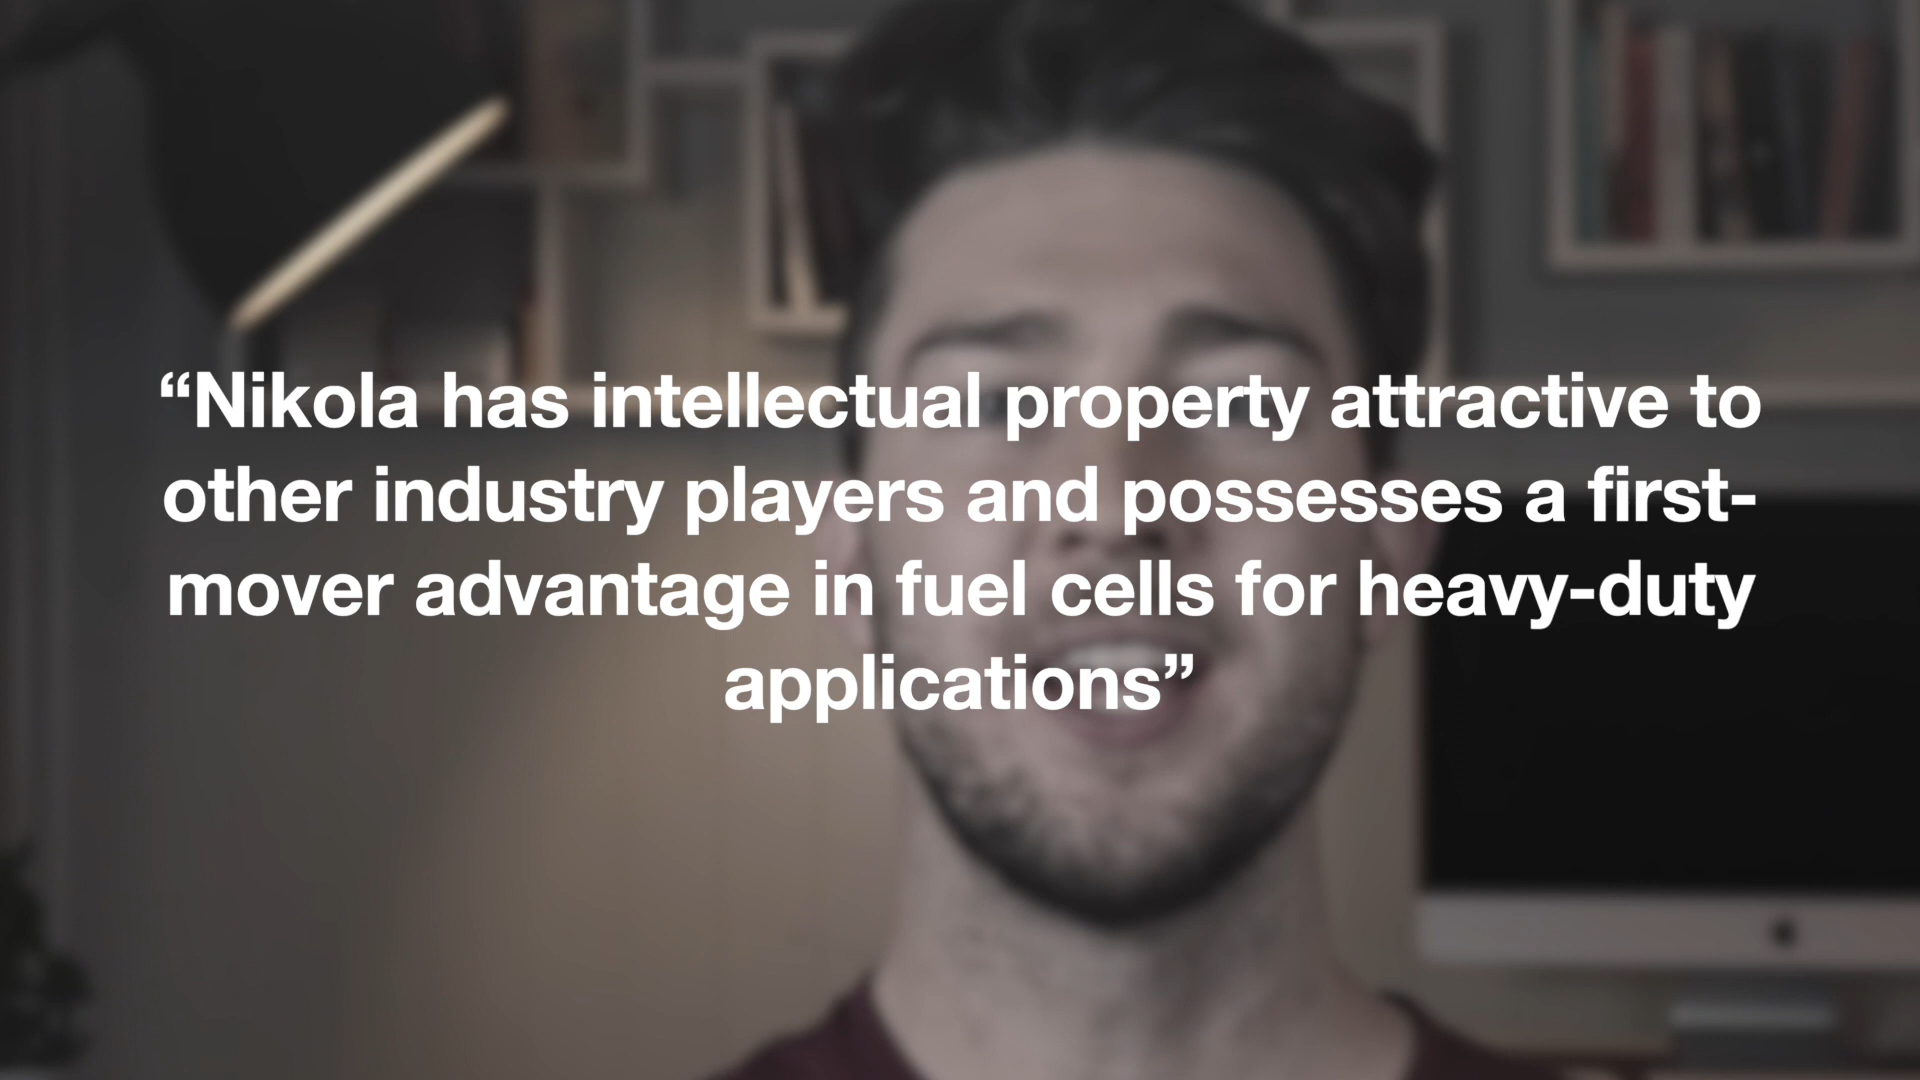 “Nikola has intellectual property attractive to
other industry players and possesses a first-
mover advantage in fuel cells for heavy-duty
applications”